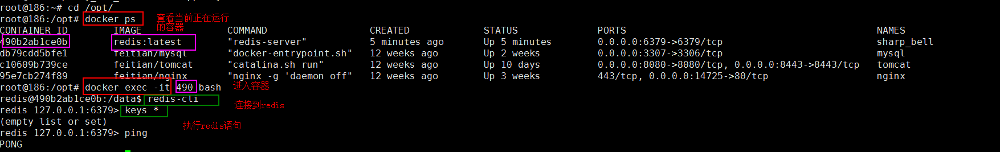 root@186:~# cd /opt/
root@186:/opt# docker ps 查看当前正在运行
的容器
CONTAINER ID IMAGE COMMAND CREATED STATUS PORTS NAMES
490b2ab1ce0b redis:latest "redis-server" 5 minutes ago Up 5 minutes 0.0.0.0:6379->6379/tcp sharp_bell
db79cdd5bfe1 feitian/mysql "docker-entrypoint.sh" 12 weeks ago Up 2 weeks 0.0.0.0:3307->3306/tcp mysql
c10609b739ce feitian/tomcat "catalina.sh run" 12 weeks ago Up 10 days 0.0.0.0:8080->8080/tcp, 0.0.0.0:8443->8443/tcp tomcat
95e7cb274f89 feitian/nginx "nginx -g 'daemon off" 12 weeks ago Up 3 weeks 443/tcp, 0.0.0.0:14725->80/tcp nginx
root@186:/opt# docker exec -it 490 bash 进入容器
redis@490b2ab1ce0b:/data$ redis-cli 连接到redis
redis 127.0.0.1:6379> keys *
(empty list or set) 执行redis语句
redis 127.0.0.1:6379> ping
PONG